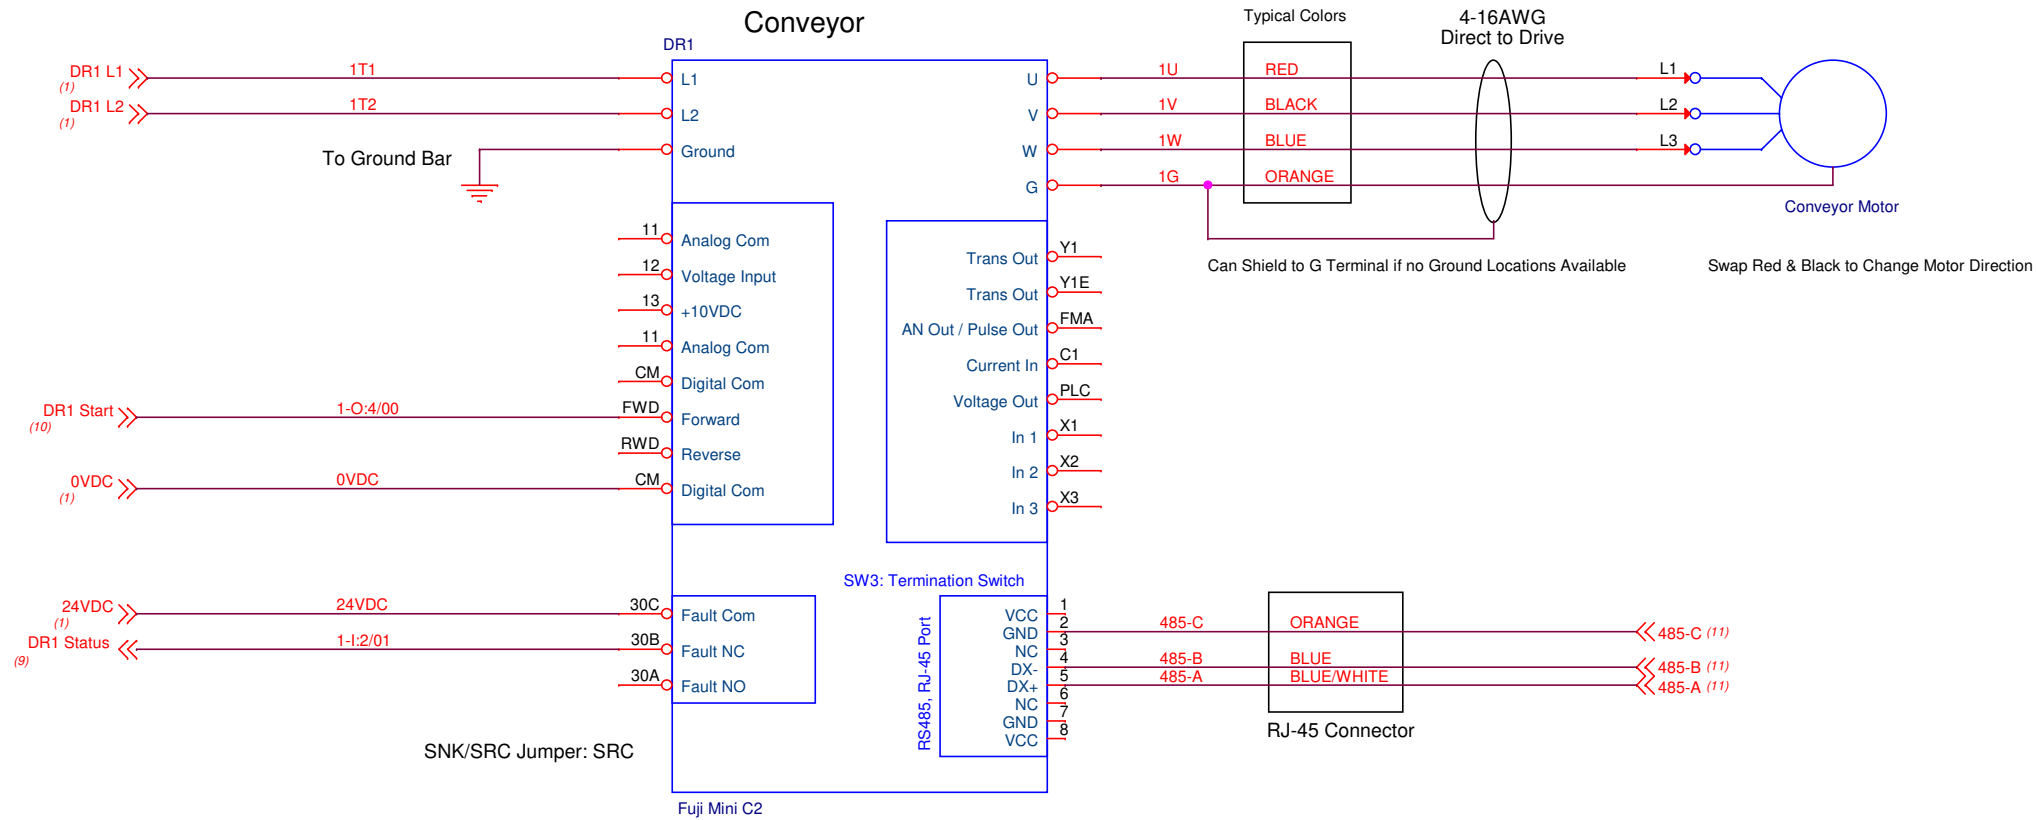 Conveyor
Typical Colors
4-16AWG
Direct to Drive
DR1
DR1 L1
(1)
1T1
L1
DR1 L2
(1)
1T2
L2
To Ground Bar
Ground
U
1U
RED
L1
V
1V
BLACK
L2
W
1W
BLUE
L3
G
1G
ORANGE
Conveyor Motor
Can Shield to G Terminal if no Ground Locations Available
Swap Red & Black to Change Motor Direction
11
Analog Com
12
Voltage Input
13
+10VDC
11
Analog Com
CM
Digital Com
DR1 Start
(10)
1-O:4/00
FWD
Forward
RWD
Reverse
0VDC
(1)
0VDC
CM
Digital Com
Trans Out
Y1
Trans Out
Y1E
AN Out / Pulse Out
FMA
Current In
C1
Voltage Out
PLC
In 1
X1
In 2
X2
In 3
X3
SW3: Termination Switch
24VDC
(1)
24VDC
30C
Fault Com
DR1 Status
(9)
1-I:2/01
30B
Fault NC
30A
Fault NO
RS485, RJ-45 Port
VCC
1
GND
2
NC
3
DX-
4
DX+
5
NC
6
GND
7
VCC
8
485-C
ORANGE
485-C (11)
485-B
BLUE
485-B (11)
485-A
BLUE/WHITE
485-A (11)
RJ-45 Connector
SNK/SRC Jumper: SRC
Fuji Mini C2